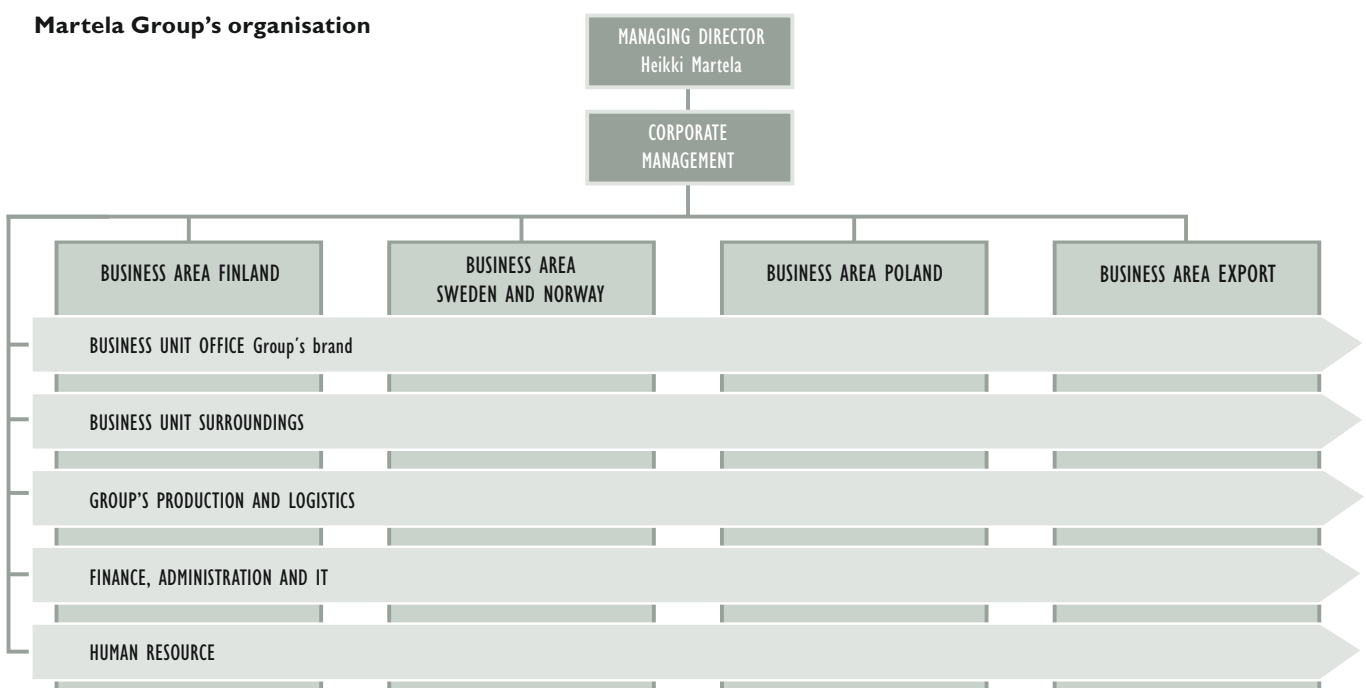 Martela Group's organisation
MANAGING DIRECTOR
Heikki Martela
CORPORATE
MANAGEMENT
BUSINESS AREA FINLAND
BUSINESS AREA
SWEDEN AND NORWAY
BUSINESS AREA POLAND
BUSINESS AREA EXPORT
BUSINESS UNIT OFFICE Group´s brand
BUSINESS UNIT SURROUNDINGS
GROUP'S PRODUCTION AND LOGISTICS
FINANCE, ADMINISTRATION AND IT
HUMAN RESOURCE